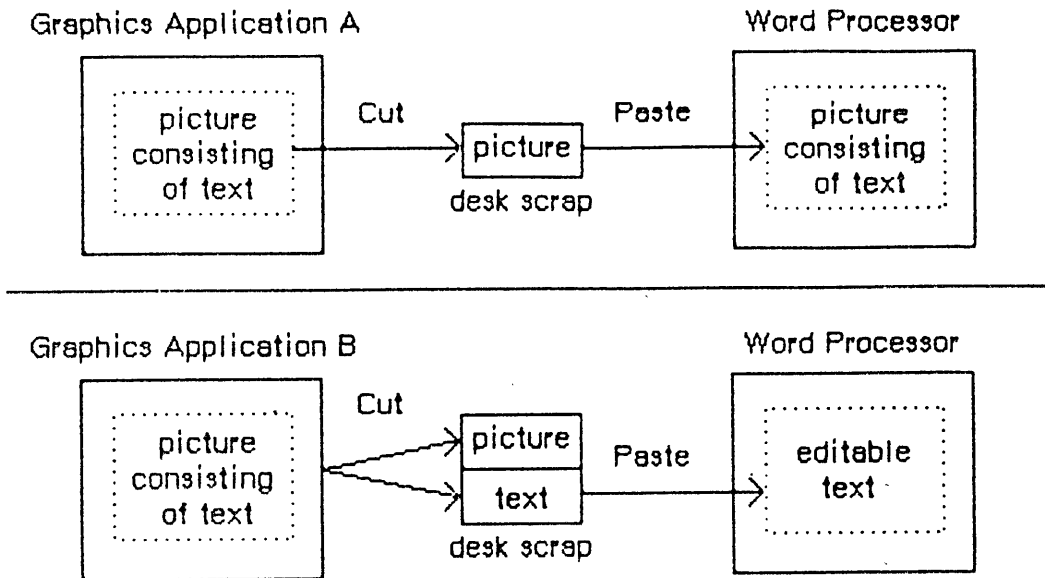 Graphics Application A
Word Processor
picture
consisting
of text
Cut
picture
desk scrap
Paste
picture
consisting
of text
Graphics Application B
Word Processor
picture
consisting
of text
Cut
picture
text
desk scrap
Paste
editable
text